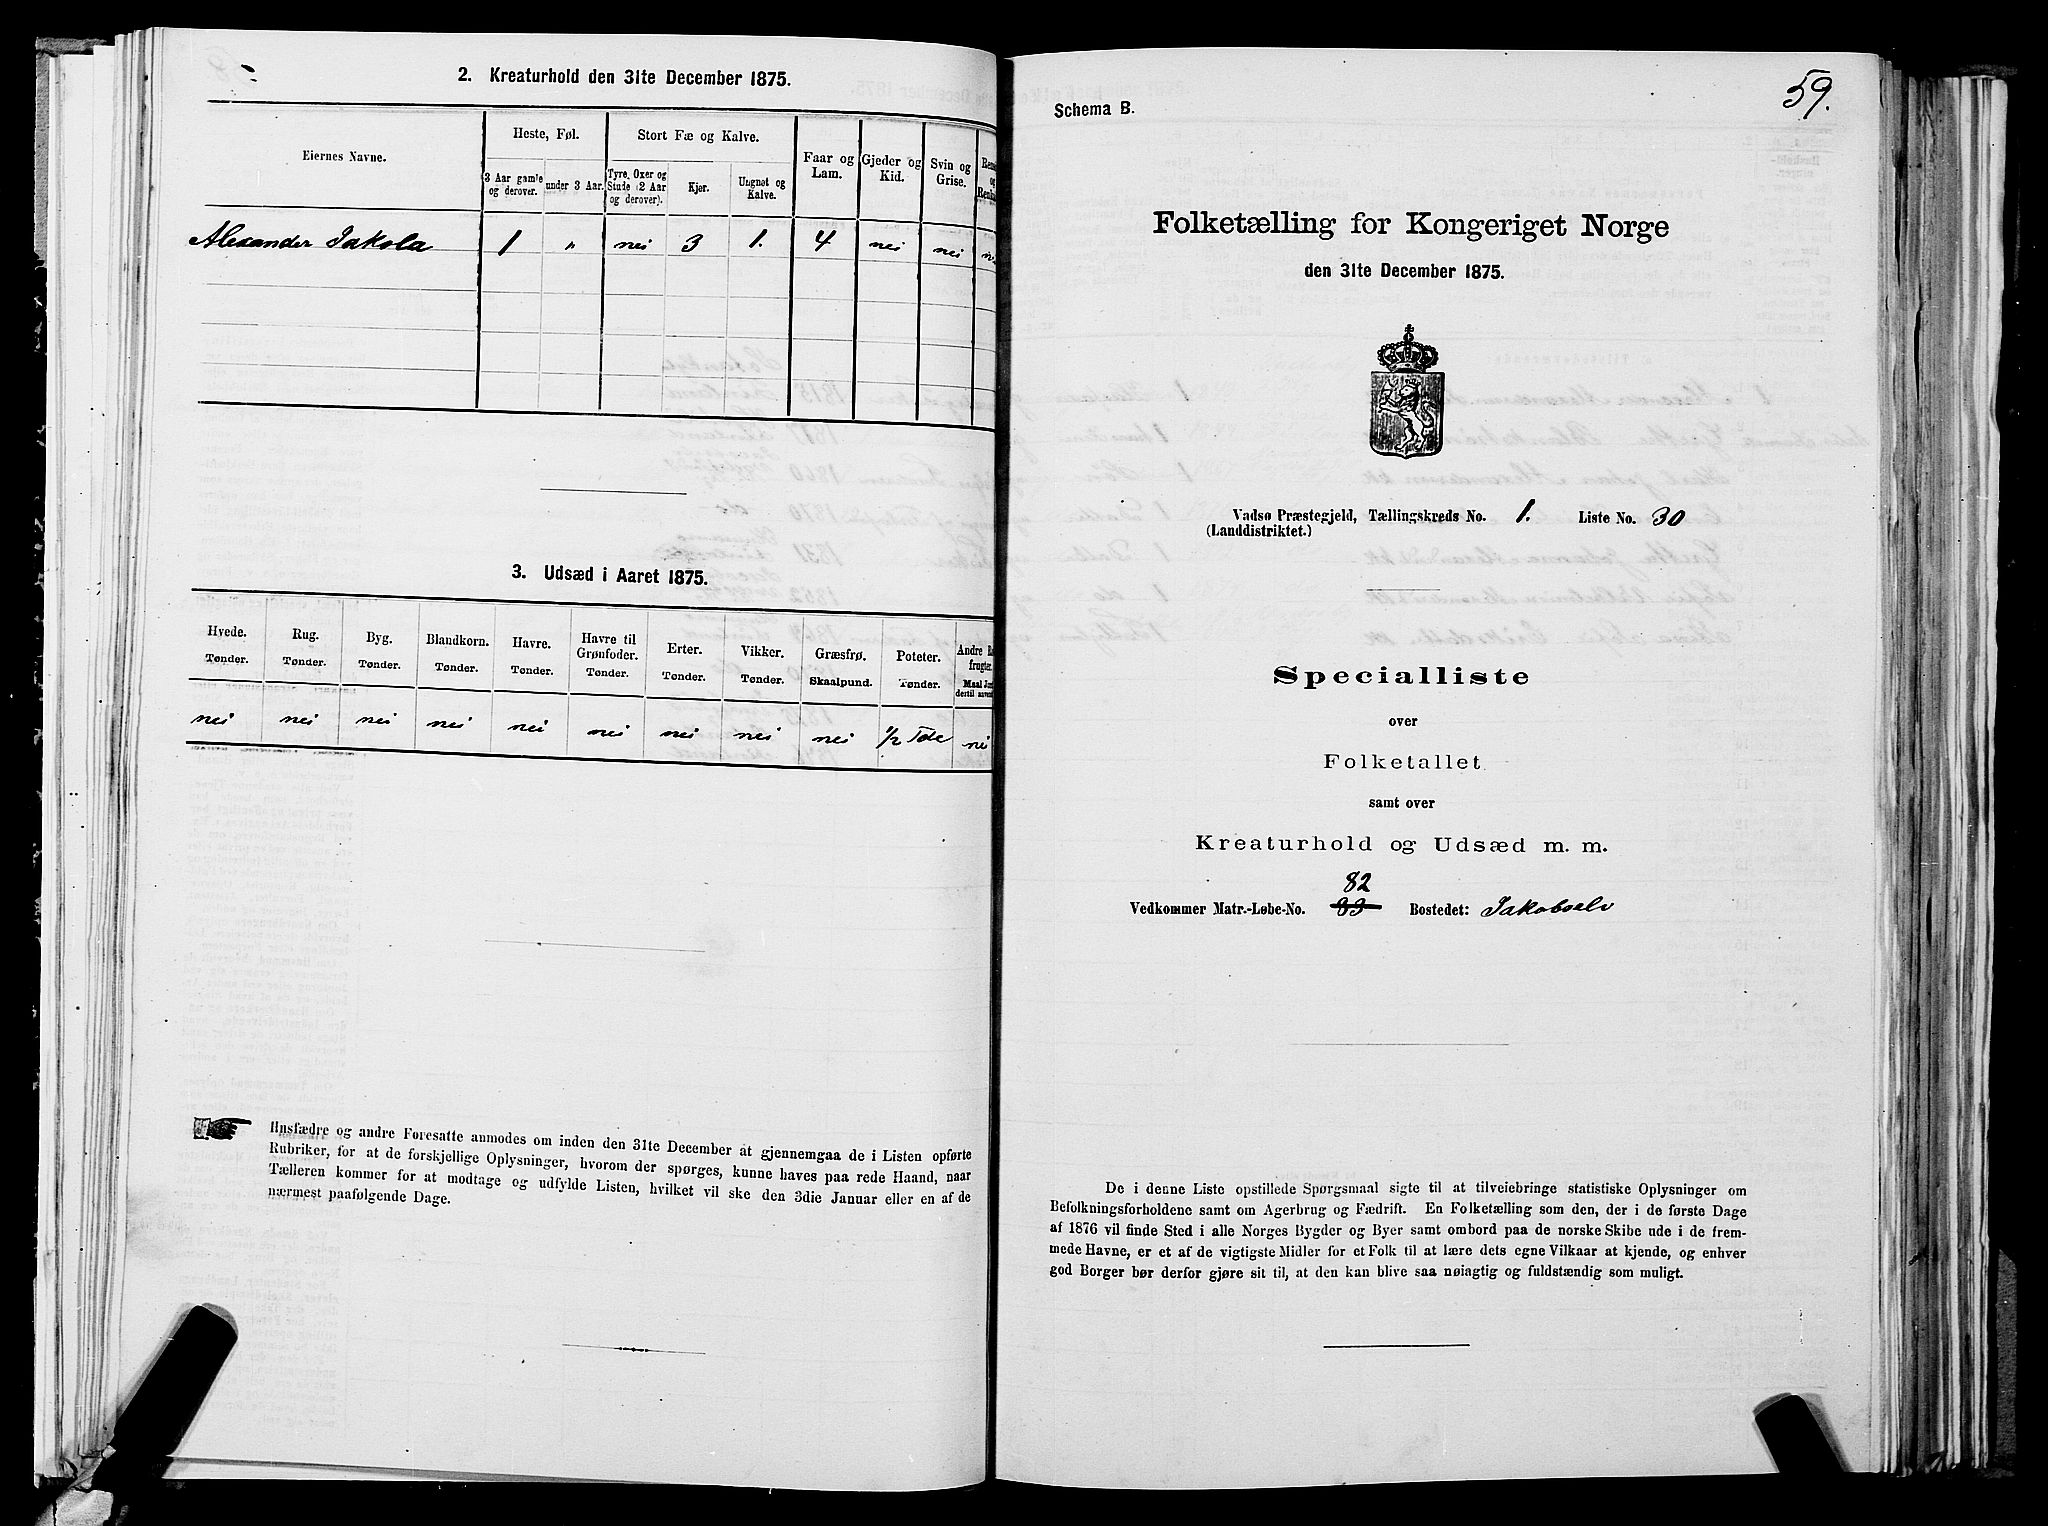 2. Kreaturhold den 31te December 1875.
Eiernes Navne.
Heste, Føl.
Stort Fæ og Kalve.
Faar og Lam.
Gjeder og Kid.
Svin og Grise.
3 Aar gamle og derover.
under 3 Aar.
Tyre, Oxer og Stude (2 Aar og derover).
Kjør.
Ungnøt og Kalve.
Alexander Jakola 1 " nei 3 1. 4 nei nei
3. Udsæd i Aaret 1875.
Hvede. Rug. Byg. Blandkorn. Havre. Havre til Grønfoder. Erter. Vikker. Græsfrø. Poteter.
Tønder. Tønder. Tønder. Tønder. Tønder. Tønder. Tønder. Tønder. Skaalpund. Tønder.
nei nei nei nei nei nei nei nei nei 1/2 Tde nei
Husfædre og andre Foresatte anmodes om inden den 31te December at gjennemgaa de i Listen opførte
Rubriker, for at de forskjellige Oplysninger, hvorom der spørges, kunne haves paa rede Haand, naar
Tælleren kommer for at modtage og udfylde Listen, hvilket vil ske den 3die Januar eller en af de
nærmest paafølgende Dage.
59.
Schema B.
Folketælling for Kongeriget Norge
den 31te December 1875.
Vadsø Præstegjeld, Tællingskreds No. 1. Liste No. 30
(Landdistriktet.)
Specialliste
over
Folketallet
samt over
Kreaturhold og Udsæd m. m.
82
Vedkommer Matr.-Løbe-No. 83 Bostedet: Jakobselv
De i denne Liste opstillede Spørgsmaal sigte til at tilveiebringe statistiske Oplysninger om
Befolkningsforholdene samt om Agerbrug og Fædrift. En Folketælling som den, der i de første Dage
af 1876 vil finde Sted i alle Norges Bygder og Byer samt ombord paa de norske Skibe ude i de frem-
mede Havne, er et af de vigtigste Midler for et Folk til at lære dets egne Vilkaar at kjende, og enhver
god Borger bør derfor gjøre sit til, at den kan blive saa nøiagtig og fuldstændig som muligt.